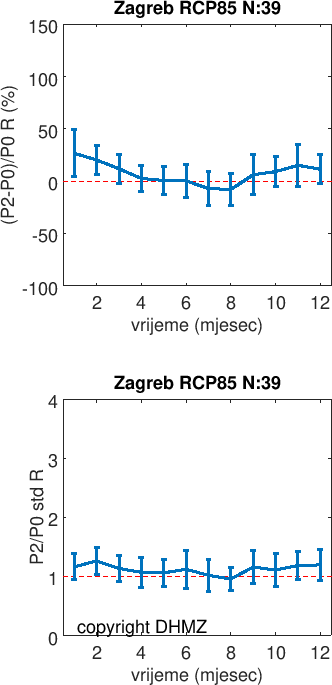 Zagreb RCP85 N:39
150
100
50
0
-50
-100
(P2-P0)/P0 R (%)
2 4 6 8 10 12
vrijeme (mjesec)
Zagreb RCP85 N:39
4
3
2
1
0
P2/P0 std R
copyright DHMZ
2 4 6 8 10 12
vrijeme (mjesec)